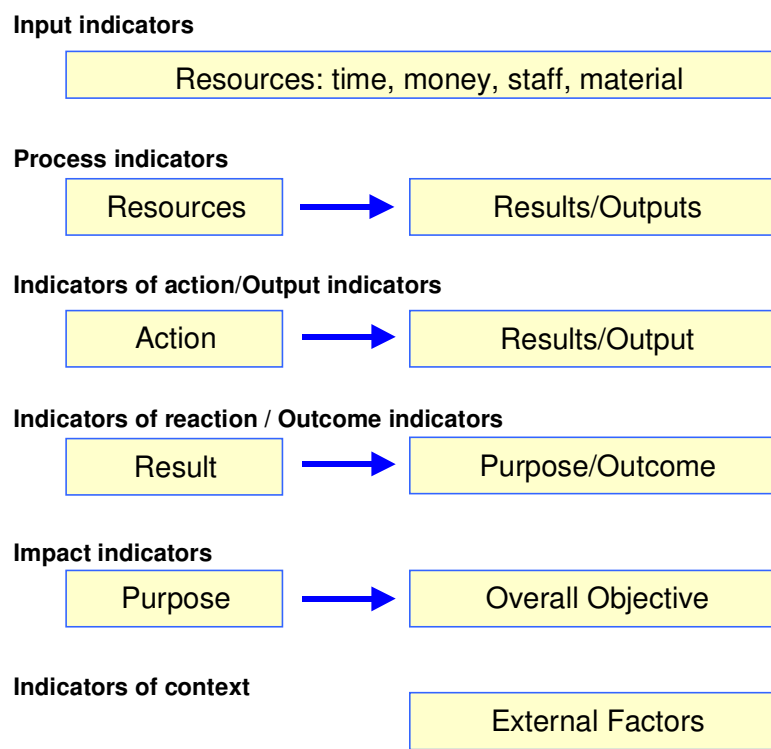 Input indicators
Resources: time, money, staff, material
Process indicators
Resources
Results/Outputs
Indicators of action/Output indicators
Action
Results/Output
Indicators of reaction / Outcome indicators
Result
Purpose/Outcome
Impact indicators
Purpose
Overall Objective
Indicators of context
External Factors